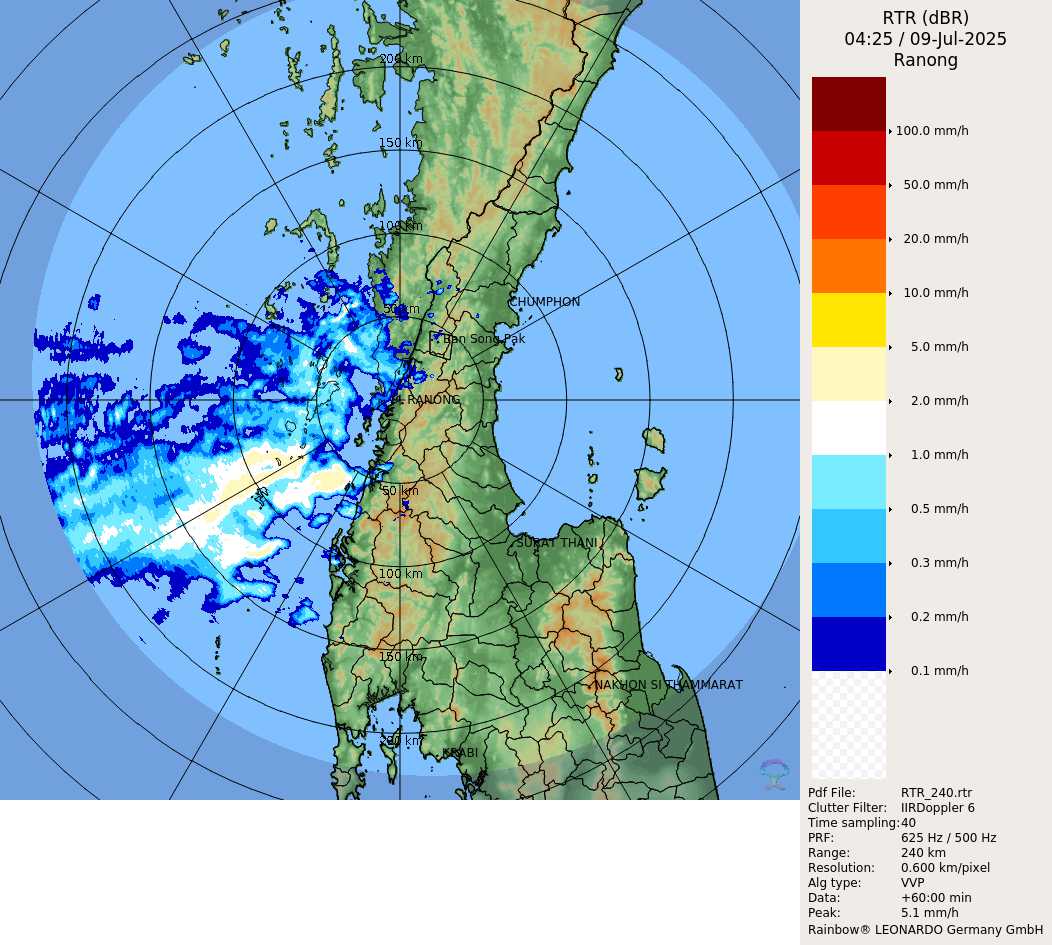 RTR (dBR)
04:25 / 09-Jul-2025
Ranong
100.0 mm/h
50.0 mm/h
20.0 mm/h
10.0 mm/h
5.0 mm/h
2.0 mm/h
1.0 mm/h
0.5 mm/h
0.3 mm/h
0.2 mm/h
0.1 mm/h
200 km
150 km
100 km
50 km
CHUMPHON
Ban Song Pak
RANONG
50 km
SURAT THANI
100 km
150 km
NAKHON SI THAMMARAT
200 km
KRABI
Pdf File: RTR_240.rtr
Clutter Filter: IIRDoppler 6
Time sampling: 40
PRF: 625 Hz / 500 Hz
Range: 240 km
Resolution: 0.600 km/pixel
Alg type: VVP
Data: +60:00 min
Peak: 5.1 mm/h
Rainbow® LEONARDO Germany GmbH